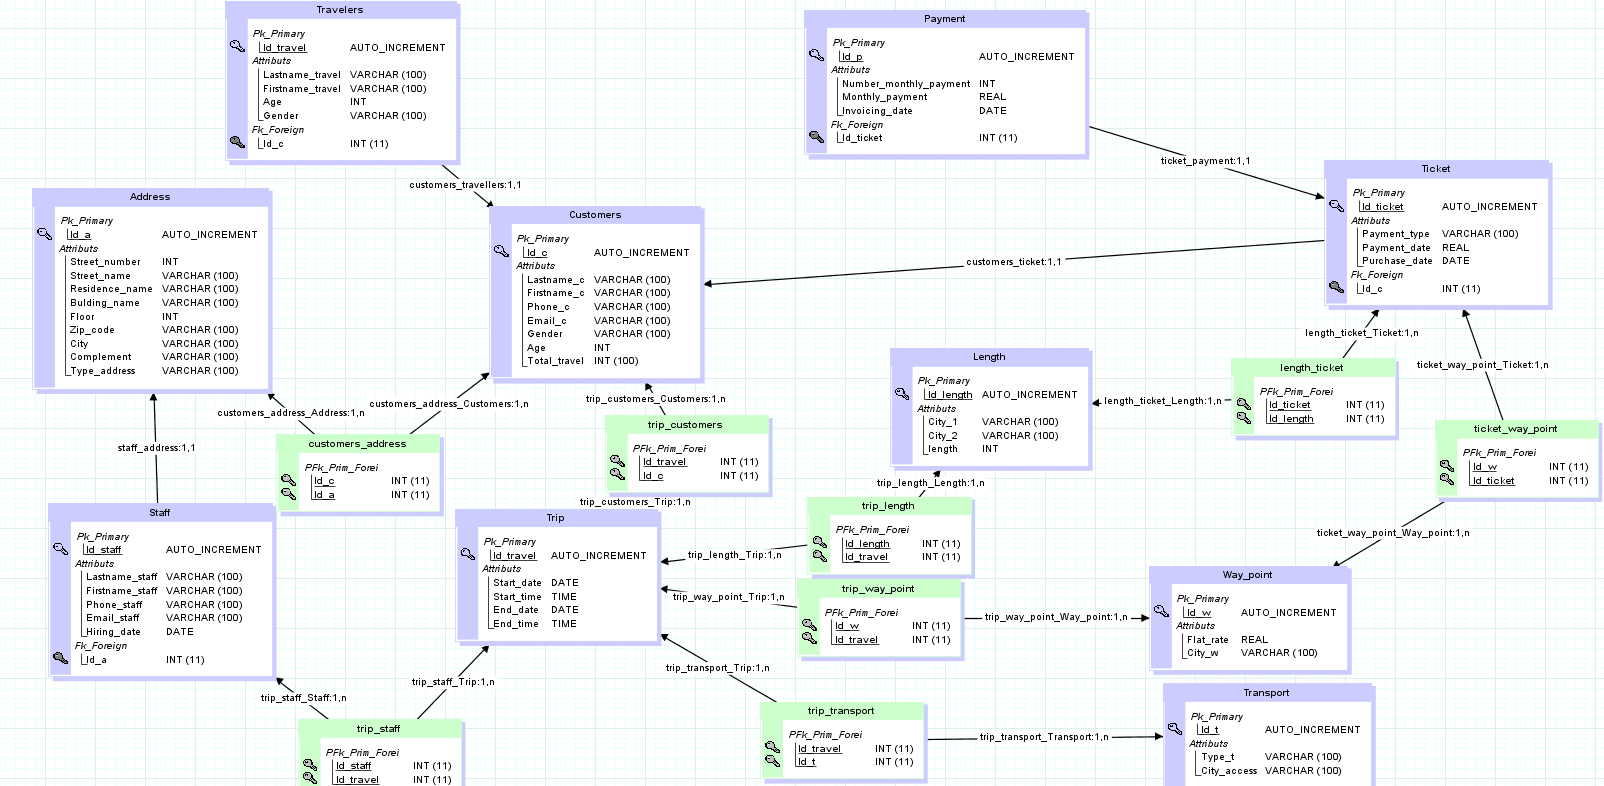 Travelers
Pk_Primary
Id_travel AUTO_INCREMENT
Attributs
Lastname_travel VARCHAR (100)
Firstname_travel VARCHAR (100)
Age INT
Gender VARCHAR (100)
Fk_Foreign
Id_c INT (11)
Payment
Pk_Primary
Id_p AUTO_INCREMENT
Attributs
Number_monthly_payment INT
Monthly_payment REAL
Invoicing_date DATE
Fk_Foreign
Id_ticket INT (11)
ticket_payment:1,1
customers_travellers:1,1
Ticket
Pk_Primary
Id_ticket AUTO_INCREMENT
Attributs
Payment_type VARCHAR (100)
Payment_date REAL
Purchase_date DATE
Fk_Foreign
Id_c INT (11)
Address
Pk_Primary
Id_a AUTO_INCREMENT
Attributs
Street_number INT
Street_name VARCHAR (100)
Residence_name VARCHAR (100)
Bulding_name VARCHAR (100)
Floor INT
Zip_code VARCHAR (100)
City VARCHAR (100)
Complement VARCHAR (100)
Type_address VARCHAR (100)
Customers
Pk_Primary
Id_c AUTO_INCREMENT
Attributs
Lastname_c VARCHAR (100)
Firstname_c VARCHAR (100)
Phone_c VARCHAR (100)
Email_c VARCHAR (100)
Gender VARCHAR (100)
Age INT
Total_travel INT (100)
customers_ticket:1,1
length_ticket_Ticket:1,n
ticket_way_point_Ticket:1,n
Length
Pk_Primary
Id_length AUTO_INCREMENT
Attributs
City_1 VARCHAR (100)
City_2 VARCHAR (100)
length INT
length_ticket
PFk_Prim_Forei
Id_ticket INT (11)
Id_length INT (11)
length_ticket_Length:1,n
customers_address_Address:1,n
customers_address_Customers:1,n
trip_customers_Customers:1,n
staff_address:1,1
customers_address
PFk_Prim_Forei
Id_c INT (11)
Id_a INT (11)
trip_customers
PFk_Prim_Forei
Id_travel INT (11)
Id_c INT (11)
trip_customers_Trip:1,n
ticket_way_point
PFk_Prim_Forei
Id_w INT (11)
Id_ticket INT (11)
trip_length_Length:1,n
trip_length
PFk_Prim_Forei
Id_length INT (11)
Id_travel INT (11)
ticket_way_point_Way_point:1,n
Staff
Pk_Primary
Id_staff AUTO_INCREMENT
Attributs
Lastname_staff VARCHAR (100)
Firstname_staff VARCHAR (100)
Phone_staff VARCHAR (100)
Email_staff VARCHAR (100)
Hiring_date DATE
Fk_Foreign
Id_a INT (11)
Trip
Pk_Primary
Id_travel AUTO_INCREMENT
Attributs
Start_date DATE
Start_time TIME
End_date DATE
End_time TIME
trip_length_Trip:1,n
trip_way_point_Trip:1,n
trip_way_point
PFk_Prim_Forei
Id_w INT (11)
Id_travel INT (11)
trip_way_point_Way_point:1,n
Way_point
Pk_Primary
Id_w AUTO_INCREMENT
Attributs
Flat_rate REAL
City_w VARCHAR (100)
trip_transport_Trip:1,n
trip_staff_Trip:1,n
trip_staff_Staff:1,n
trip_staff
PFk_Prim_Forei
Id_staff INT (11)
Id_travel INT (11)
trip_transport
PFk_Prim_Forei
Id_travel INT (11)
Id_t INT (11)
trip_transport_Transport:1,n
Transport
Pk_Primary
Id_t AUTO_INCREMENT
Attributs
Type_t VARCHAR (100)
City_access VARCHAR (100)